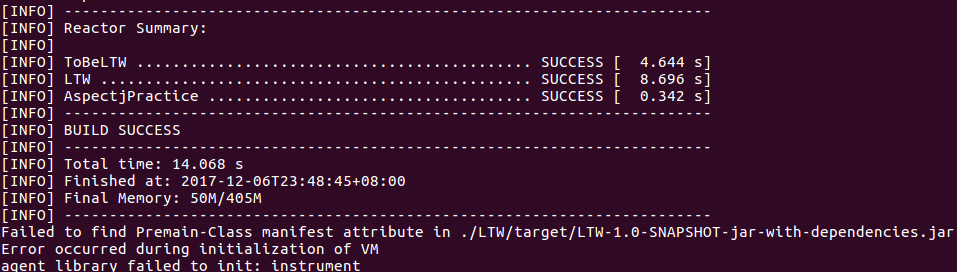 [INFO] ------------------------------------------------------------------------
[INFO] Reactor Summary:
[INFO]
[INFO] ToBeLTW ............................................ SUCCESS [  4.644 s]
[INFO] LTW ................................................ SUCCESS [  8.696 s]
[INFO] AspectjPractice .................................... SUCCESS [  0.342 s]
[INFO] ------------------------------------------------------------------------
[INFO] BUILD SUCCESS
[INFO] ------------------------------------------------------------------------
[INFO] Total time: 14.068 s
[INFO] Finished at: 2017-12-06T23:48:45+08:00
[INFO] Final Memory: 50M/405M
[INFO] ------------------------------------------------------------------------
Failed to find Premain-Class manifest attribute in ./LTW/target/LTW-1.0-SNAPSHOT-jar-with-dependencies.jar
Error occurred during initialization of VM
agent library failed to init: instrument